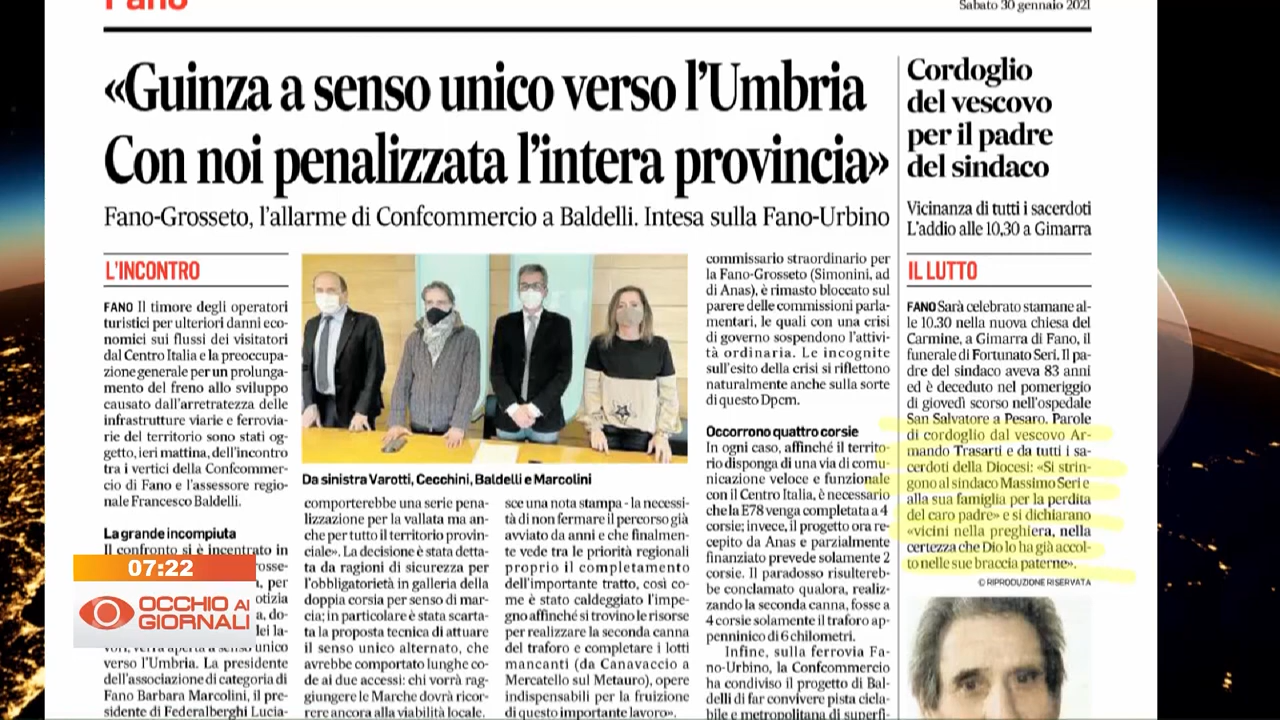 Fano
Sabato 30 gennaio 2021
«Guinza a senso unico verso l'Umbria
Con noi penalizzata l'intera provincia»
Fano-Grosseto, l'allarme di Confcommercio a Baldelli. Intesa sulla Fano-Urbino
L'INCONTRO
FANO Il timore degli operatori
turistici per ulteriori danni eco-
nomici sui flussi dei visitatori
dal Centro Italia e la preoccupa-
zione generale per un prolunga-
mento del freno allo sviluppo
causato dall'arretratezza delle
infrastrutture viarie e ferrovia-
rie del territorio sono stati og-
getto, ieri mattina, dell'incontro
tra i vertici della Confcommer-
cio di Fano e l'assessore regio-
nale Francesco Baldelli.
La grande incompiuta
Il confronto si è incentrato in
rosse-
, per
otizia
a, do-
lei la-
unico
verso l'Umbria. La presidente
dell'associazione di categoria di
Fano Barbara Marcolini, il pre-
sidente di Federalberghi Lucia-
07:22
OCCHIO AI
GIORNALI
Da sinistra Varotti, Cecchini, Baldelli e Marcolini
comporterebbe una serie pena-
lizzazione per la vallata ma an-
che per tutto il territorio provin-
ciale». La decisione è stata detta-
ta da ragioni di sicurezza per
l'obbligatorietà in galleria della
doppia corsia per senso di mar-
cia; in particolare è stata scarta-
ta la proposta tecnica di attuare
il senso unico alternato, che
avrebbe comportato lunghe co-
de ai due accessi: chi vorrà rag-
giungere le Marche dovrà ricor-
rere ancora alla viabilità locale.
sce una nota stampa - la necessi-
tà di non fermare il percorso già
avviato da anni e che finalmen-
te vede tra le priorità regionali
proprio il completamento
dell'importante tratto, così co-
me è stato caldeggiato l'impe-
gno affinché si trovino le risorse
per realizzare la seconda canna
del traforo e completare i lotti
mancanti (da Canavaccio a
Mercatello sul Metauro), opere
indispensabili per la fruizione
di questo importante lavoro».
commissario straordinario per
la Fano-Grosseto (Simonini, ad
di Anas), è rimasto bloccato sul
parere delle commissioni parla-
mentari, le quali con una crisi
di governo sospendono l'attivi-
tà ordinaria. Le incognite
sull'esito della crisi si riflettono
naturalmente anche sulla sorte
di questo Dpcm.
Occorrono quattro corsie
In ogni caso, affinché il territo-
rio disponga di una via di comu-
nicazione veloce e funzionale
con il Centro Italia, è necessario
che la E78 venga completata a 4
corsie; invece, il progetto ora re-
cepito da Anas e parzialmente
finanziato prevede solamente 2
corsie. Il paradosso risultereb-
be conclamato qualora, realiz-
zando la seconda canna, fosse a
4 corsie solamente il traforo ap-
penninico di 6 chilometri.
Infine, sulla ferrovia Fa-
no-Urbino, la Confcommercio
ha condiviso il progetto di Bal-
delli di far convivere pista cicla-
bile e metropolitana di superfi-
Cordoglio
del vescovo
per il padre
del sindaco
Vicinanza di tutti i sacerdoti
L'addio alle 10,30 a Gimarra
IL LUTTO
FANO Sarà celebrato stamane al-
le 10.30 nella nuova chiesa del
Carmine, a Gimarra di Fano, il
funerale di Fortunato Seri. Il pa-
dre del sindaco aveva 83 anni
ed è deceduto nel pomeriggio
di giovedì scorso nell'ospedale
San Salvatore a Pesaro. Parole
di cordoglio dal vescovo Ar-
mando Trasarti e da tutti i sa-
cerdoti della Diocesi: «Si strin-
gono al sindaco Massimo Seri e
alla sua famiglia per la perdita
del caro padre» e si dichiarano
«vicini nella preghiera, nella
certezza che Dio lo ha già accol-
to nelle sue braccia paterne».
© RIPRODUZIONE RISERVATA